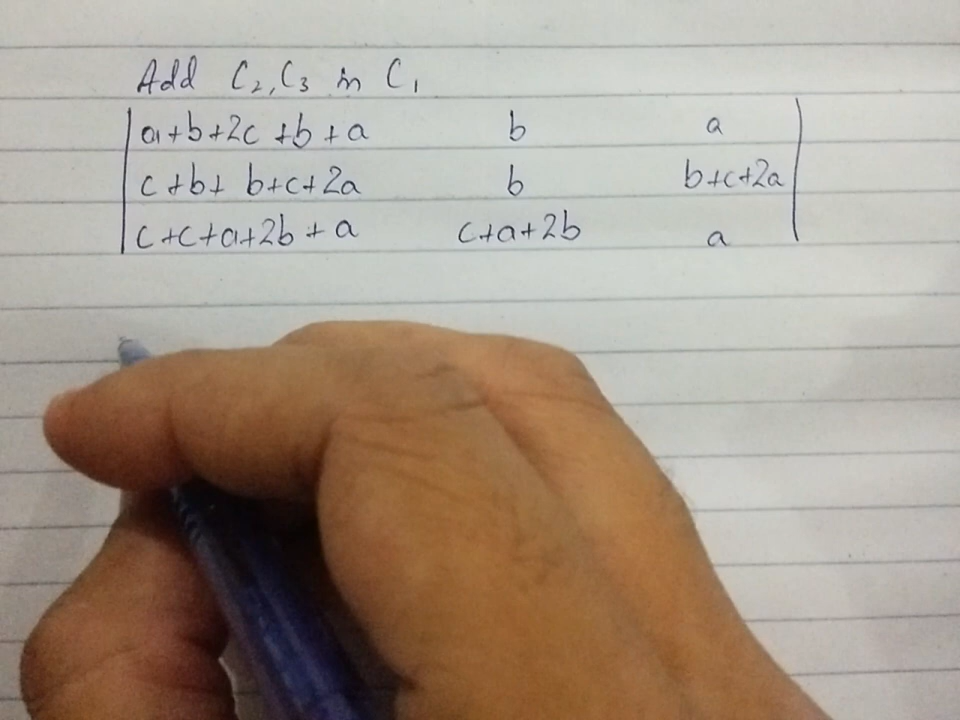 Add C₂, C₃ in C₁
a+b+2c+b+a b a
c+b+ b+c+2a b b+c+2a
c+c+a+2b+a c+a+2b a